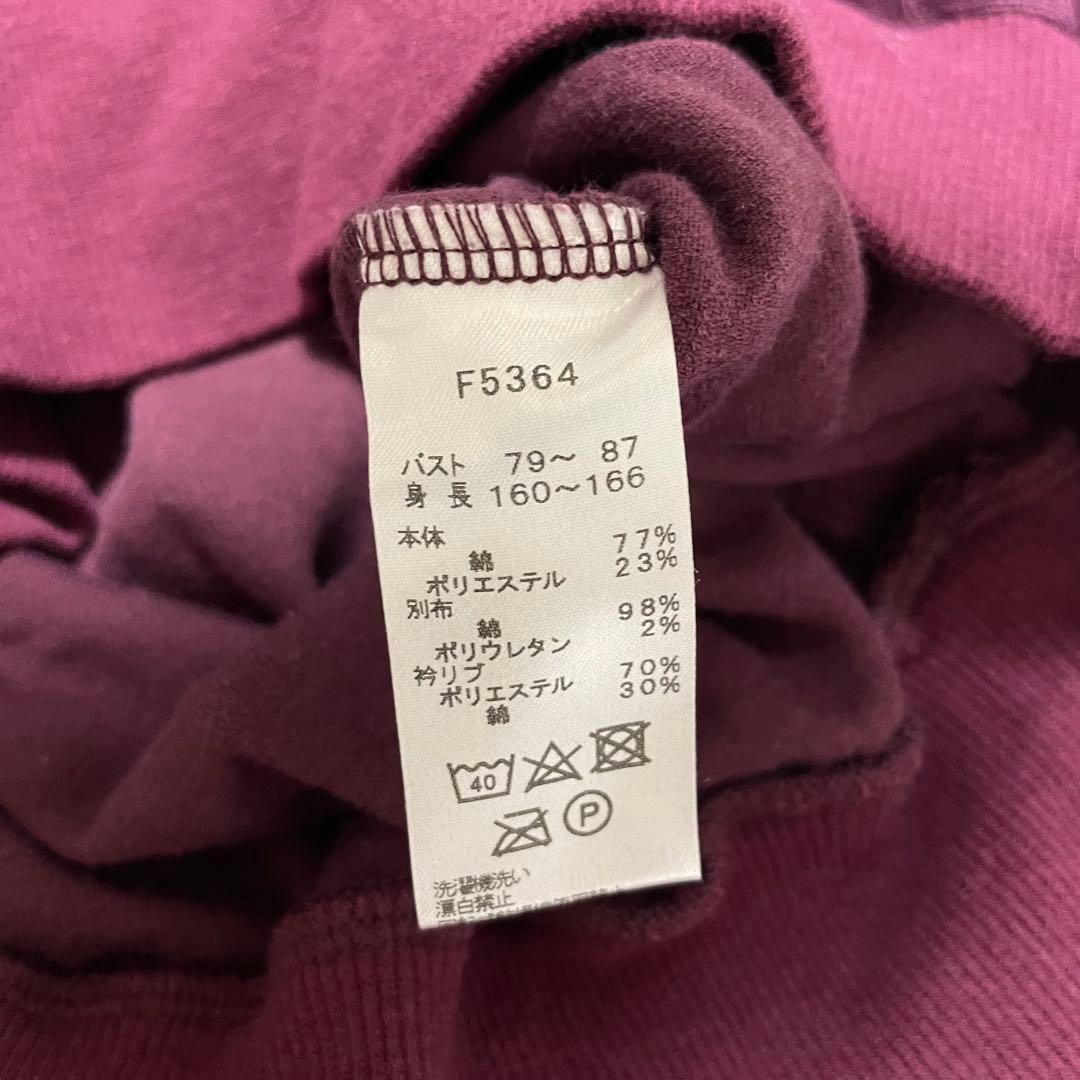 F5364
バスト 79～ 87
身 長 160～166
本体
綿 77%
ポリエステル 23%
別布
綿 98%
ポリウレタン 2%
衿リブ
ポリエステル 70%
綿 30%
40
P
洗濯機洗い
漂白禁止